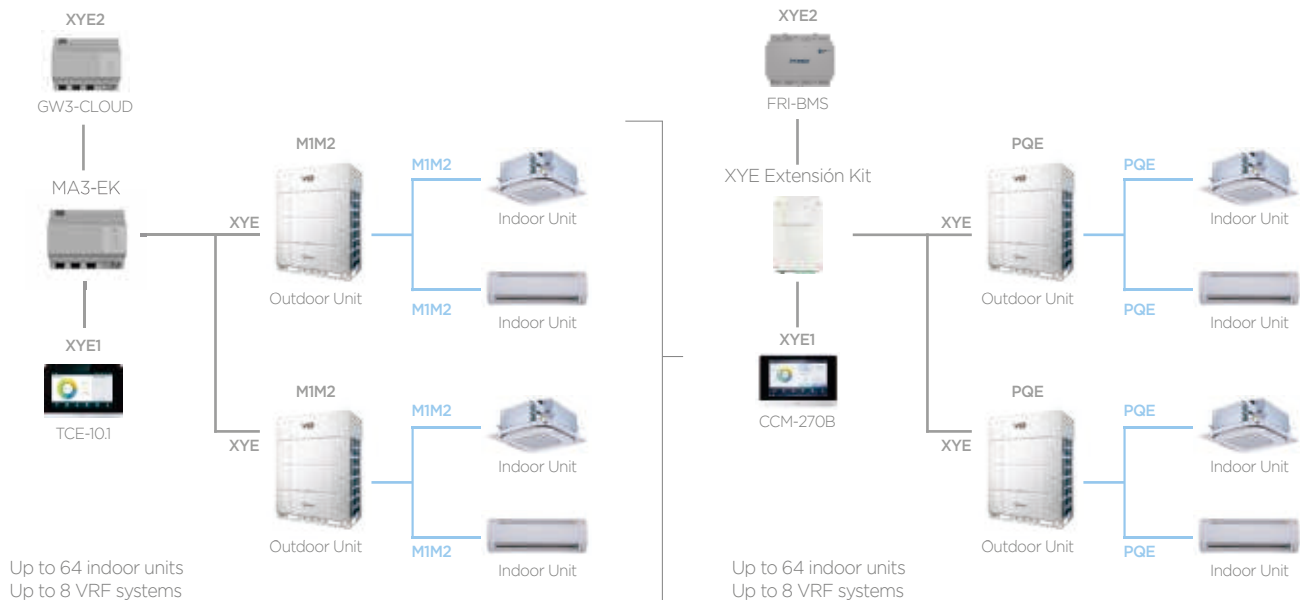 XYE2
GW3-CLOUD
MA3-EK
XYE1
TCE-10.1
XYE
M1M2
Outdoor Unit
M1M2
Indoor Unit
M1M2
Indoor Unit
XYE
M1M2
Outdoor Unit
M1M2
Indoor Unit
M1M2
Indoor Unit
Up to 64 indoor units
Up to 8 VRF systems
XYE2
FRI-BMS
XYE Extensión Kit
XYE1
CCM-270B
XYE
PQE
Outdoor Unit
PQE
Indoor Unit
PQE
Indoor Unit
XYE
PQE
Outdoor Unit
PQE
Indoor Unit
PQE
Indoor Unit
Up to 64 indoor units
Up to 8 VRF systems